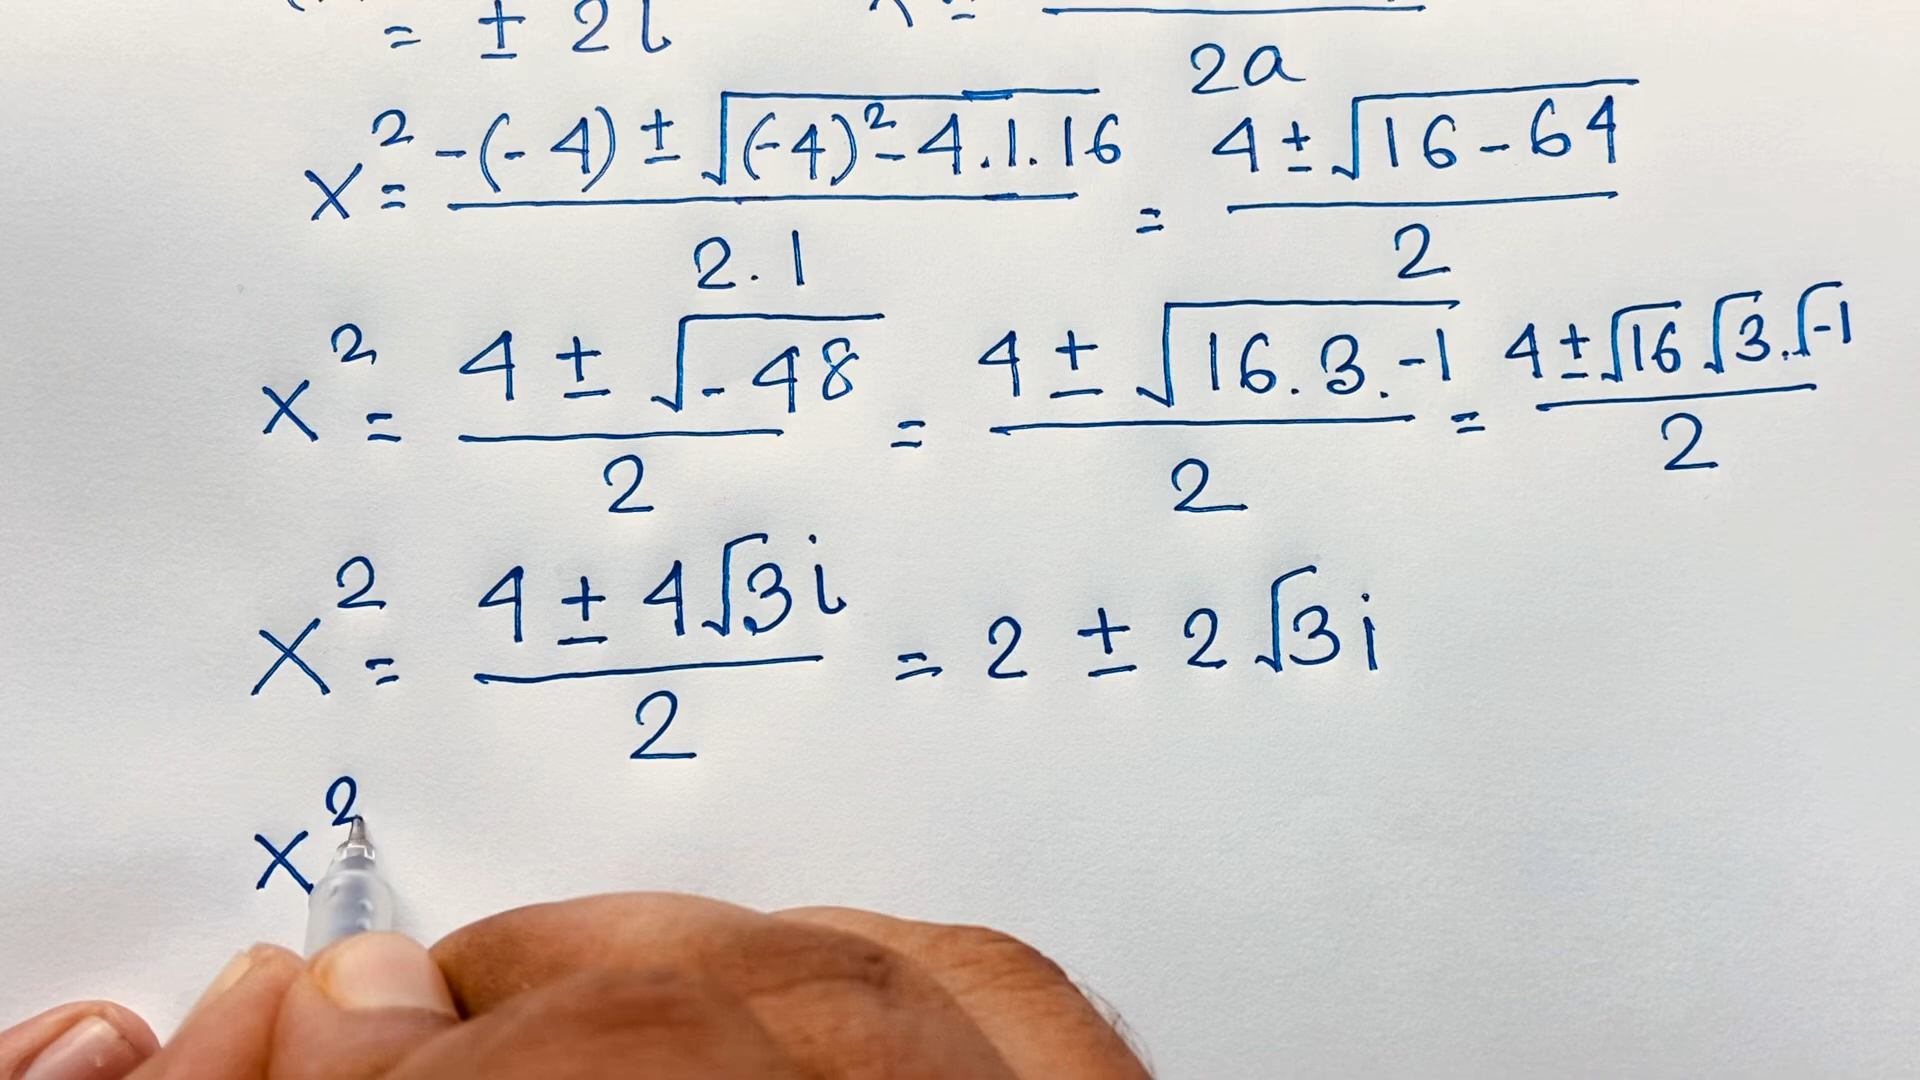 = ± 2i
2a
x² = -(-4) ± √(-4)² - 4.1.16 / 2.1 = 4 ± √16 - 64 / 2
x² = 4 ± √-48 / 2 = 4 ± √16.3.-1 / 2 = 4 ± √16 √3.√-1 / 2
x² = 4 ± 4√3i / 2 = 2 ± 2√3i
x²